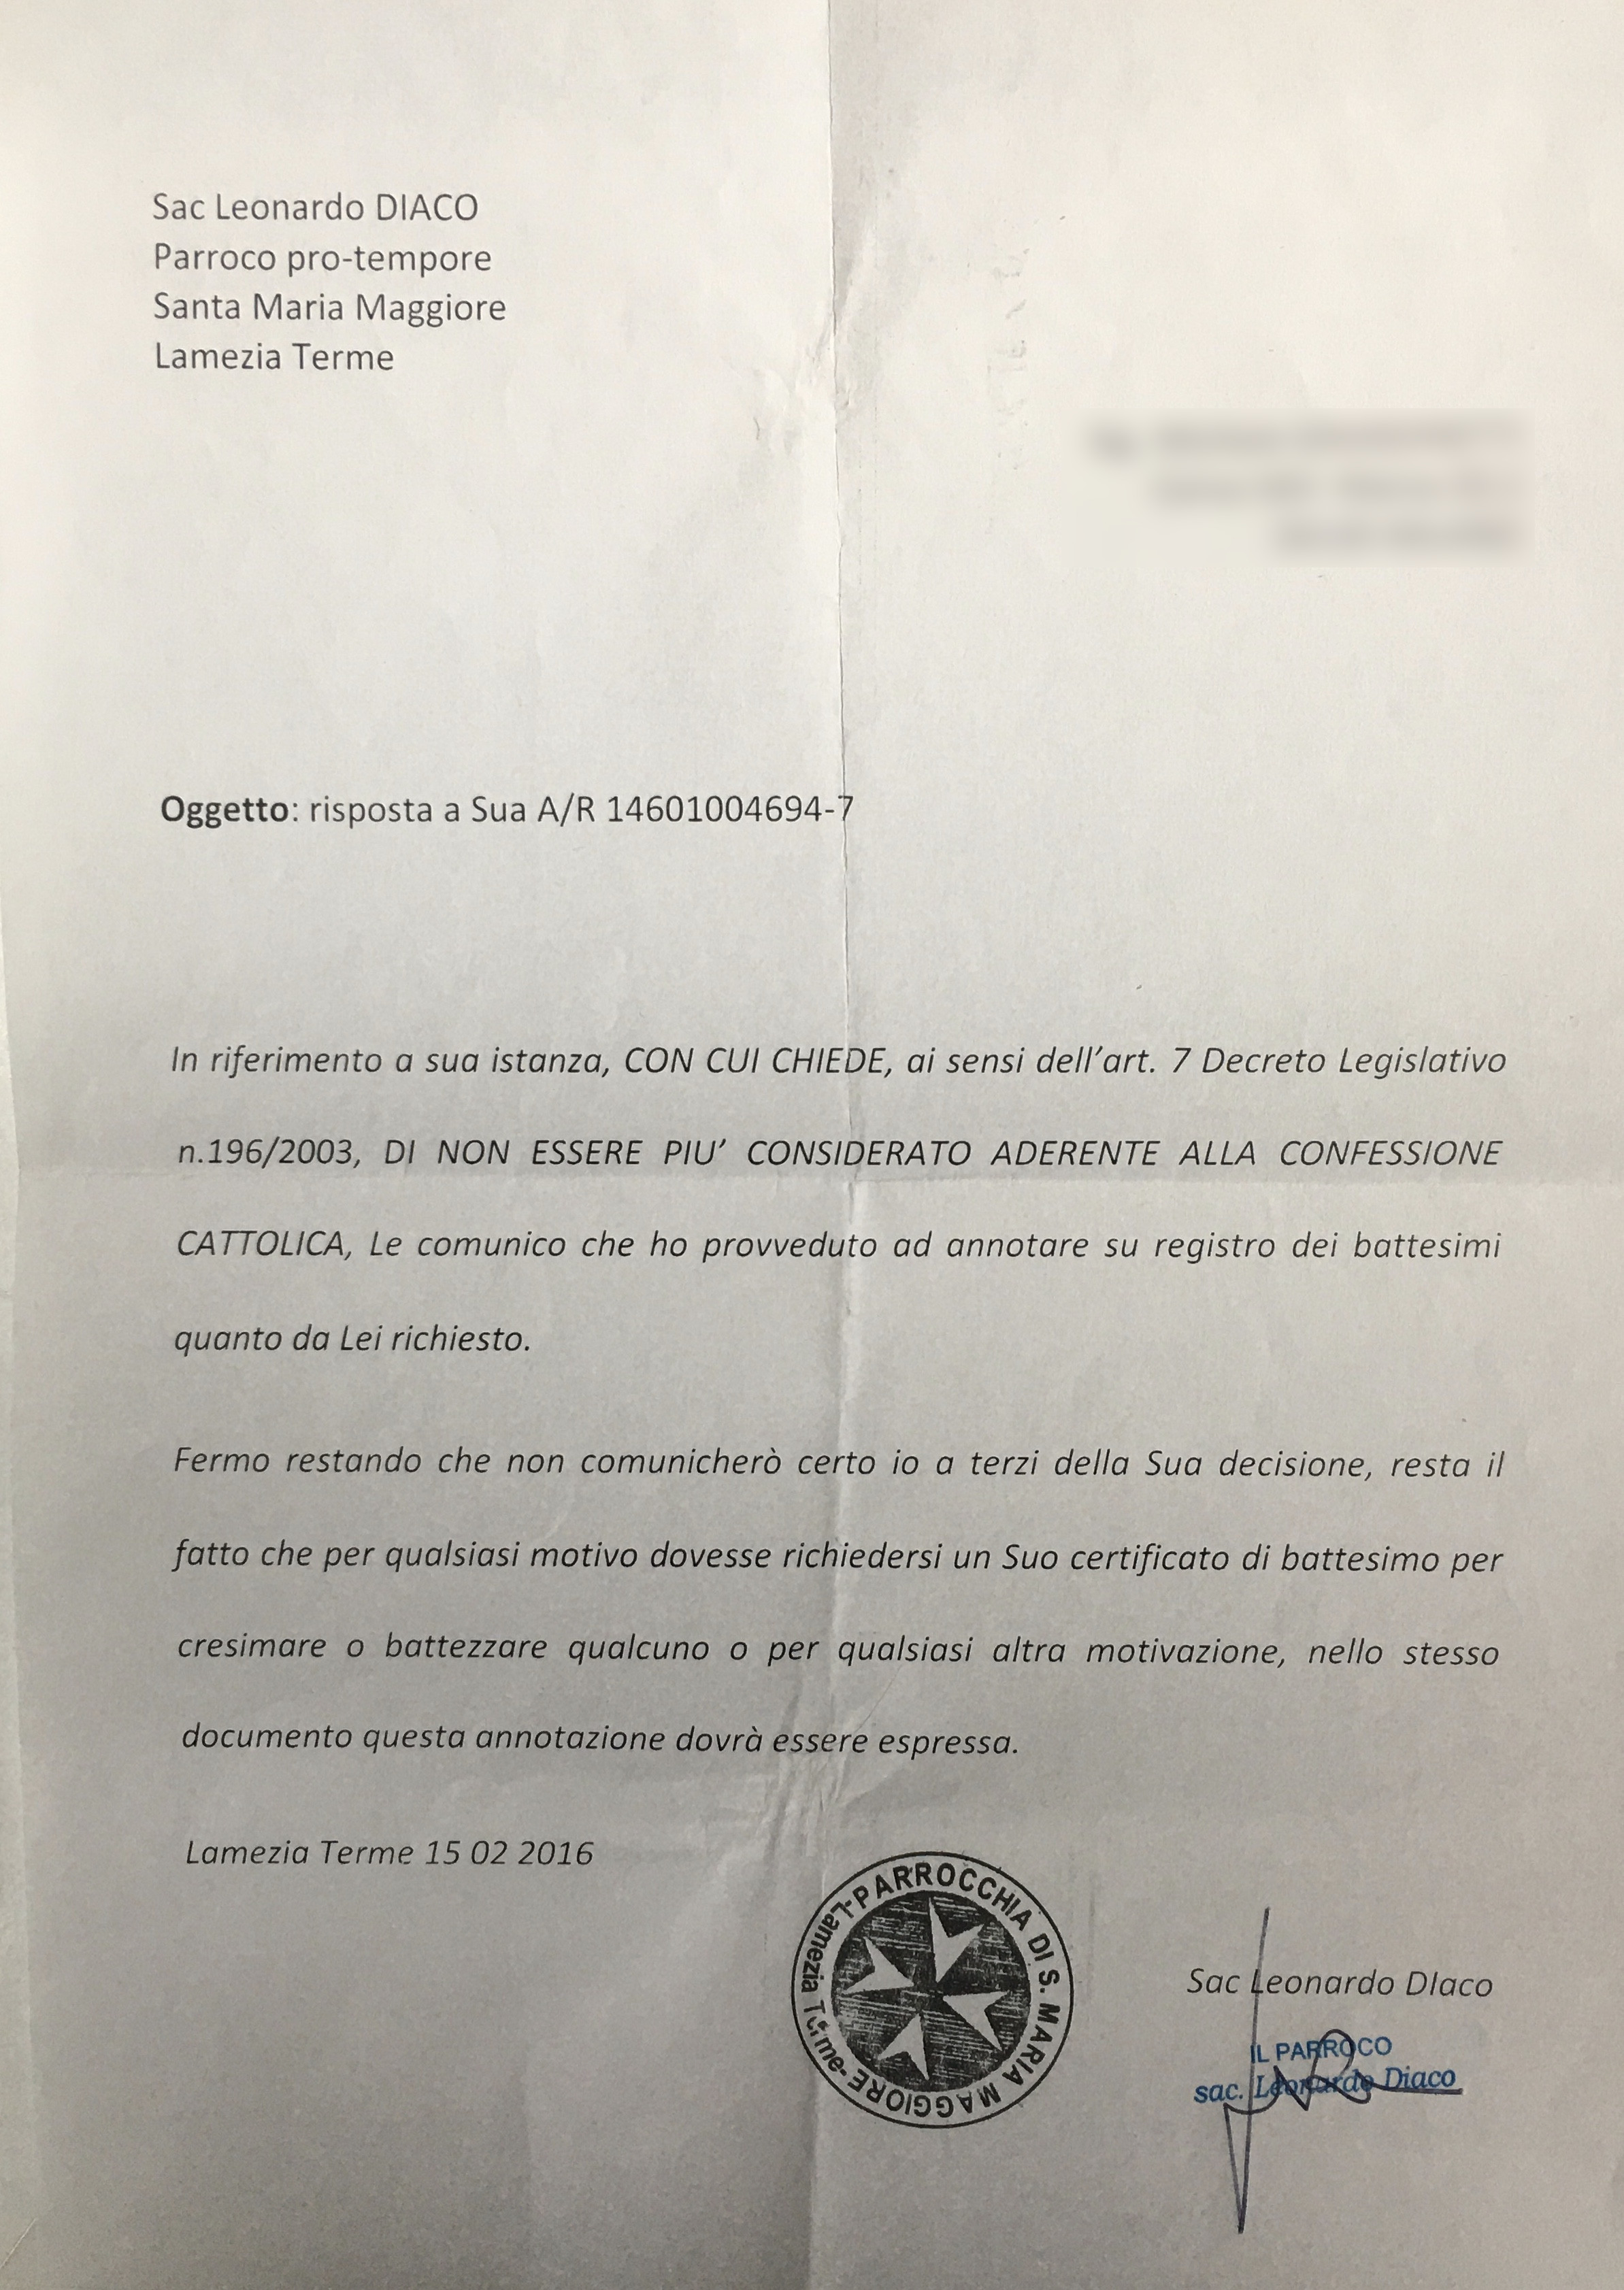 Sac Leonardo DIACO
Parroco pro-tempore
Santa Maria Maggiore
Lamezia Terme
Oggetto: risposta a Sua A/R 14601004694-7
In riferimento a sua istanza, CON CUI CHIEDE, ai sensi dell’art. 7 Decreto Legislativo
n.196/2003, DI NON ESSERE PIU’ CONSIDERATO ADERENTE ALLA CONFESSIONE
CATTOLICA, Le comunico che ho provveduto ad annotare su registro dei battesimi
quanto da Lei richiesto.
Fermo restando che non comunicherò certo io a terzi della Sua decisione, resta il
fatto che per qualsiasi motivo dovesse richiedersi un Suo certificato di battesimo per
cresimare o battezzare qualcuno o per qualsiasi altra motivazione, nello stesso
documento questa annotazione dovrà essere espressa.
Lamezia Terme 15 02 2016
PARROCCHIA DI S. MARIA MAGGIORE
-Lamezia Terme-
Sac Leonardo DIaco
IL PARROCO
sac. Leonardo Diaco